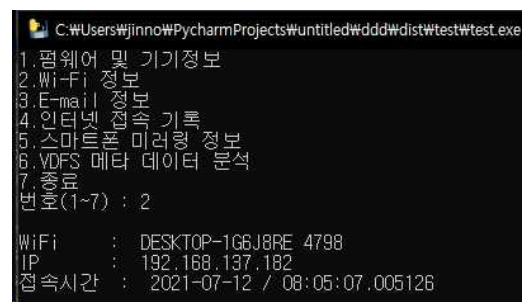 C:₩Users₩jinno₩PycharmProjects₩untitled₩ddd₩dist₩test₩test.exe
1.펌웨어 및 기기정보
2.Wi-Fi 정보
3.E-mail 정보
4.인터넷 접속 기록
5.스마트폰 미러링 정보
6.VDFS 메타 데이터 분석
7.종료
번호(1~7) : 2
WiFi : DESKTOP-1G6J8RE 4798
IP : 192.168.137.182
접속시간 : 2021-07-12 / 08:05:07.005126